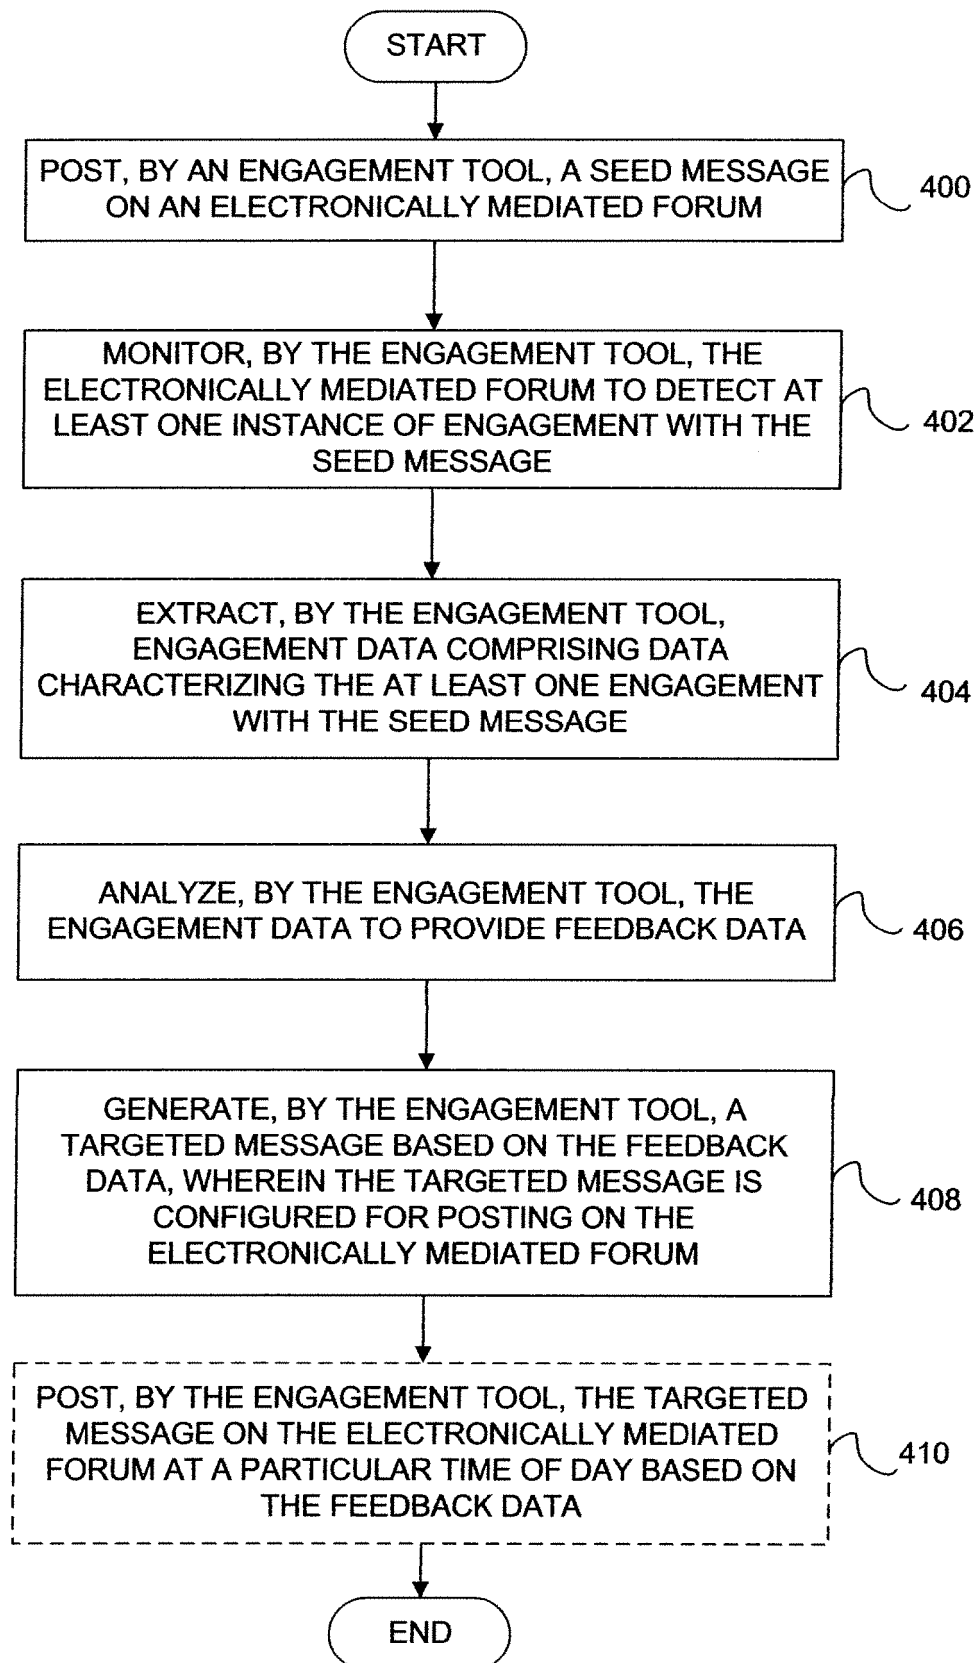 START
POST, BY AN ENGAGEMENT TOOL, A SEED MESSAGE
ON AN ELECTRONICALLY MEDIATED FORUM
400
MONITOR, BY THE ENGAGEMENT TOOL, THE
ELECTRONICALLY MEDIATED FORUM TO DETECT AT
LEAST ONE INSTANCE OF ENGAGEMENT WITH THE
SEED MESSAGE
402
EXTRACT, BY THE ENGAGEMENT TOOL,
ENGAGEMENT DATA COMPRISING DATA
CHARACTERIZING THE AT LEAST ONE ENGAGEMENT
WITH THE SEED MESSAGE
404
ANALYZE, BY THE ENGAGEMENT TOOL, THE
ENGAGEMENT DATA TO PROVIDE FEEDBACK DATA
406
GENERATE, BY THE ENGAGEMENT TOOL, A
TARGETED MESSAGE BASED ON THE FEEDBACK
DATA, WHEREIN THE TARGETED MESSAGE IS
CONFIGURED FOR POSTING ON THE
ELECTRONICALLY MEDIATED FORUM
408
POST, BY THE ENGAGEMENT TOOL, THE TARGETED
MESSAGE ON THE ELECTRONICALLY MEDIATED
FORUM AT A PARTICULAR TIME OF DAY BASED ON
THE FEEDBACK DATA
410
END